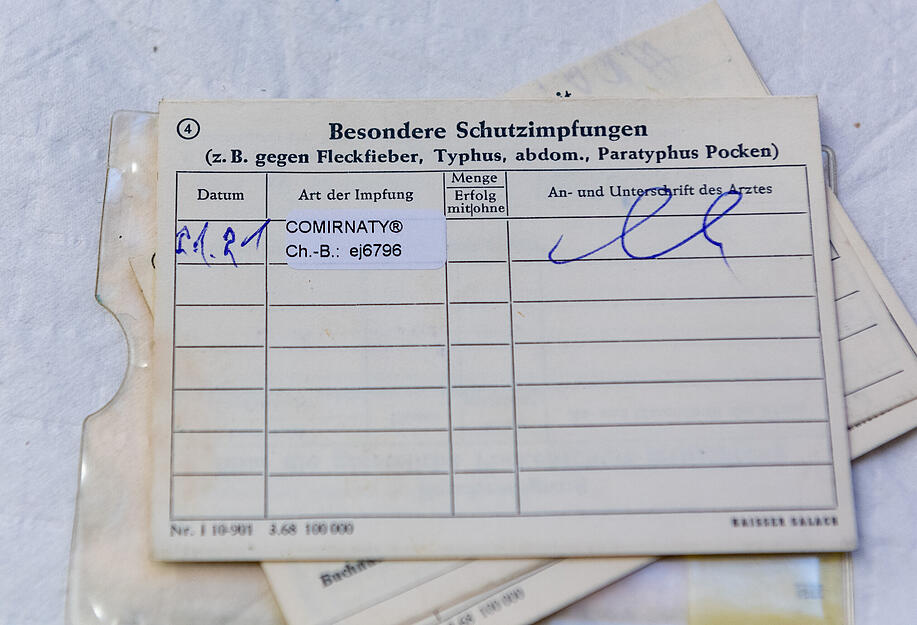 4
Besondere Schutzimpfungen
(z. B. gegen Fleckfieber, Typhus, abdom., Paratyphus Pocken)
Datum
Art der Impfung
Menge
Erfolg
mit|ohne
An- und Unterschrift des Arztes
COMIRNATY®
Ch.-B.: ej6796
Nr. I 10-901 3.68 100 000